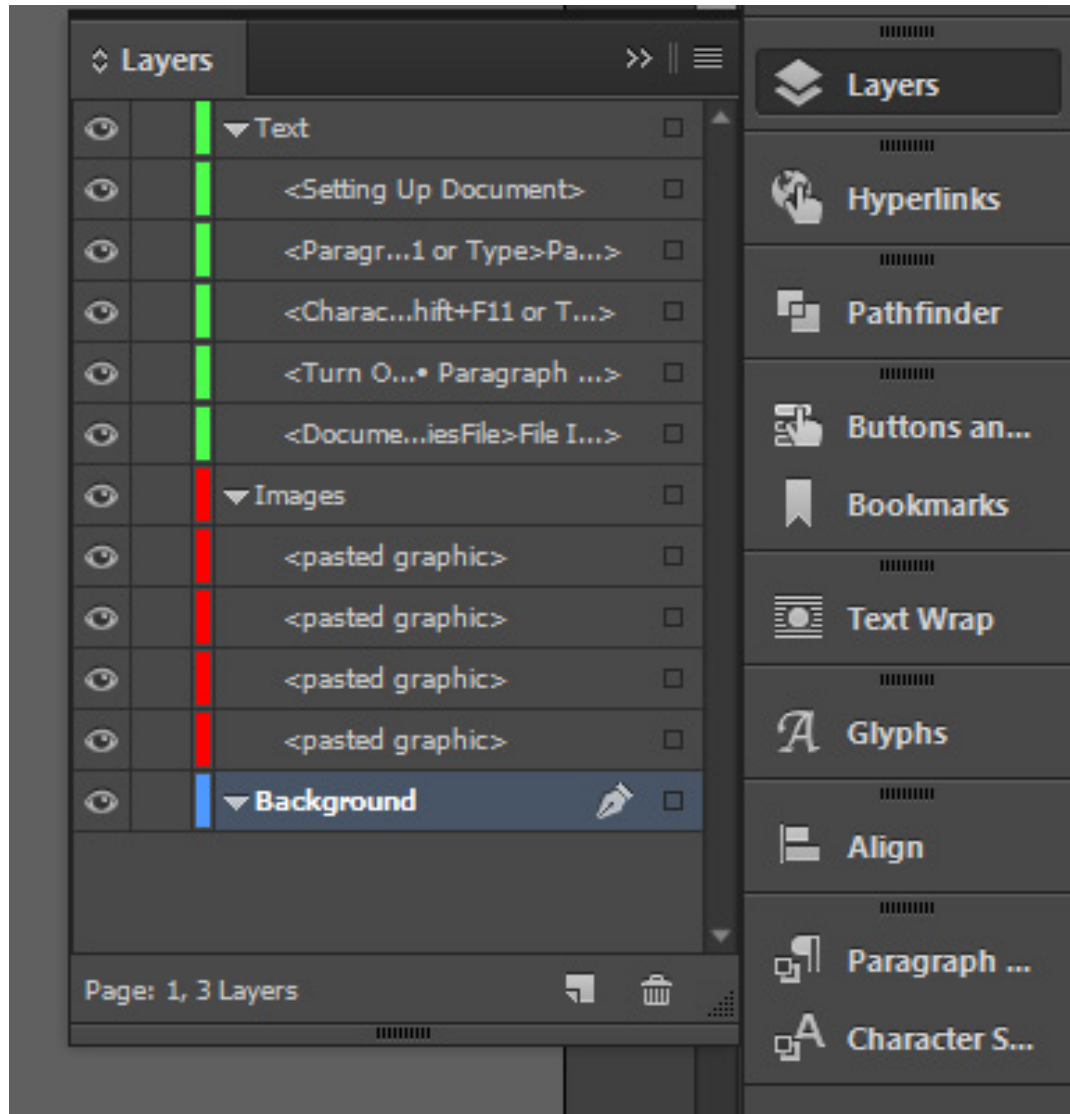 Layers
Text
<Setting Up Document>
<Paragr...1 or Type>Pa...>
<Charac...hift+F11 or T...>
<Turn O...• Paragraph ...>
<Docume...iesFile>File I...>
Images
<pasted graphic>
<pasted graphic>
<pasted graphic>
<pasted graphic>
Background
Page: 1, 3 Layers
Layers
Hyperlinks
Pathfinder
Buttons an...
Bookmarks
Text Wrap
Glyphs
Align
Paragraph ...
Character S...